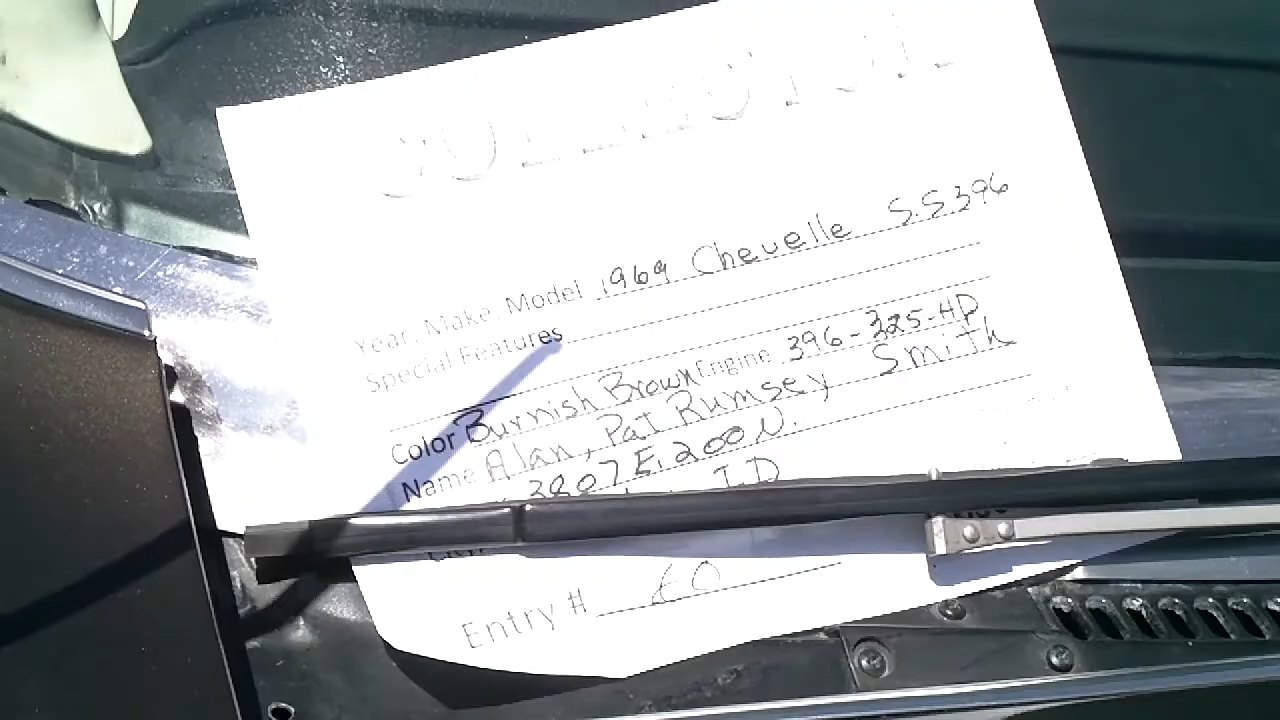 Year, Make, Model 1969 Chevelle S.S 396
Special Features
Color Burnish Brown Engine 396-325-HP
Name Alan, Pat Rumsey Smith
3807 E. 200 N.
I.D
Entry # 60